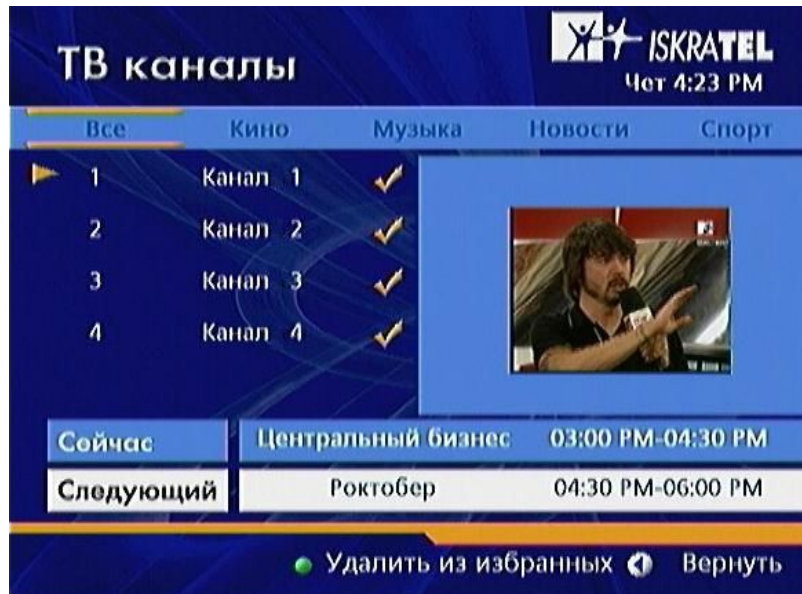 ТВ каналы
ISKRATEL
Чет 4:23 PM
Все Кино Музыка Новости Спорт
1 Канал 1
2 Канал 2
3 Канал 3
4 Канал 4
Сейчас Центральный бизнес 03:00 PM-04:30 PM
Следующий Роктобер 04:30 PM-06:00 PM
Удалить из избранных Вернуть